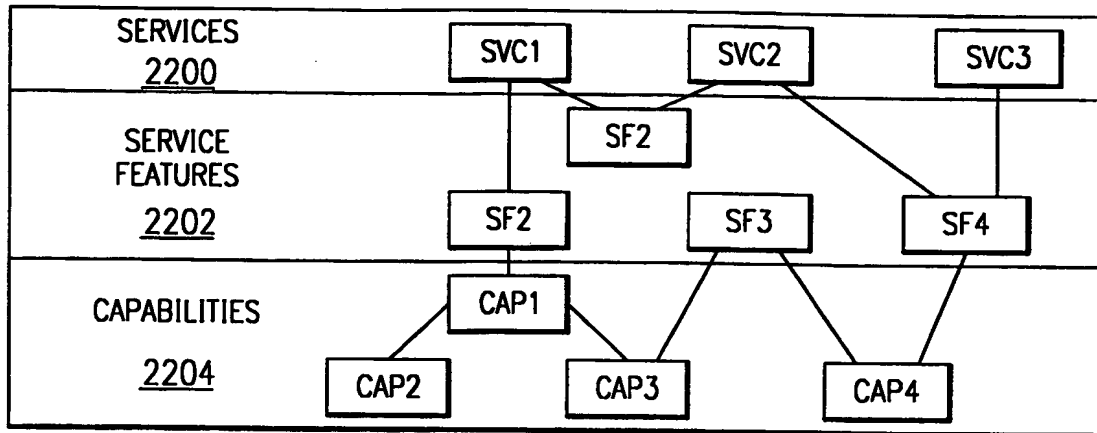 SERVICES
2200
SVC1
SVC2
SVC3
SERVICE
FEATURES
2202
SF2
SF2
SF3
SF4
CAPABILITIES
2204
CAP1
CAP2
CAP3
CAP4